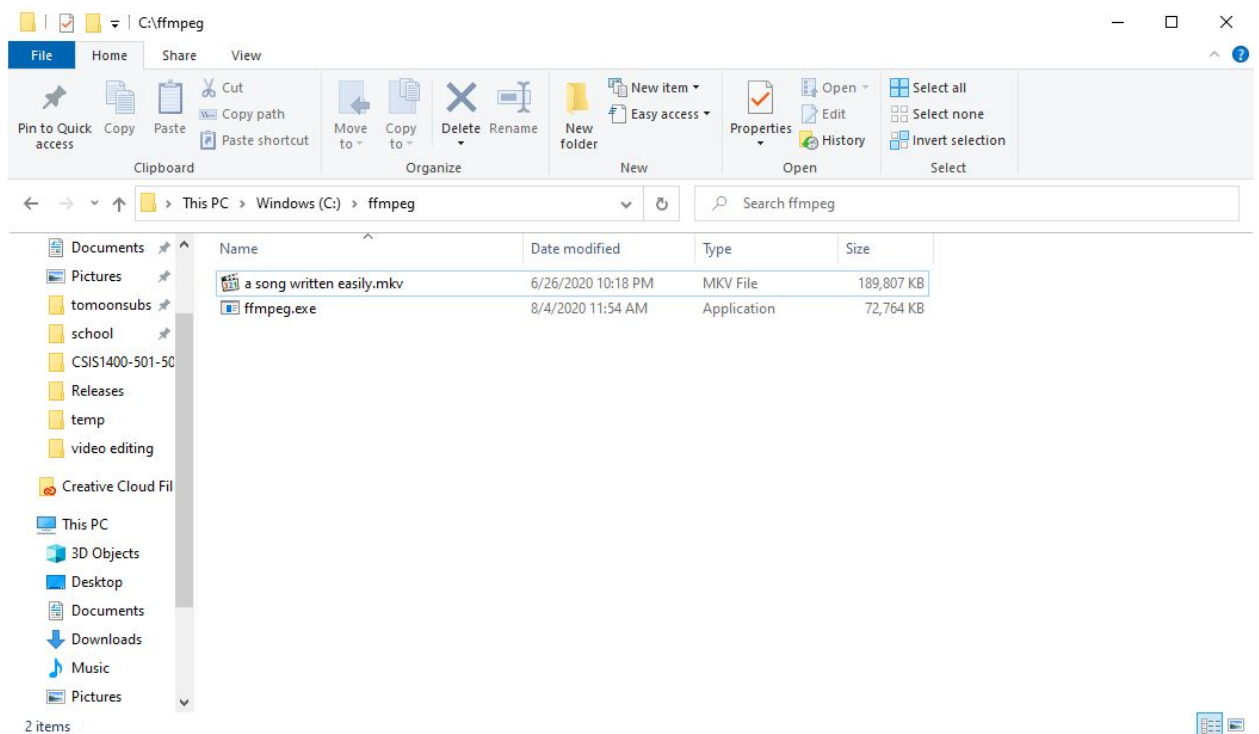 C:\ffmpeg
File Home Share View
Pin to Quick access
Copy
Paste
Cut
Copy path
Paste shortcut
Clipboard
Move to
Copy to
Delete
Rename
Organize
New folder
New item
Easy access
New
Properties
Open
Edit
History
Open
Select all
Select none
Invert selection
Select
This PC > Windows (C:) > ffmpeg
Search ffmpeg
Documents
Pictures
tomoonsubs
school
CSIS1400-501-50
Releases
temp
video editing
Creative Cloud Fil
This PC
3D Objects
Desktop
Documents
Downloads
Music
Pictures
Name Date modified Type Size
a song written easily.mkv 6/26/2020 10:18 PM MKV File 189,807 KB
ffmpeg.exe 8/4/2020 11:54 AM Application 72,764 KB
2 items